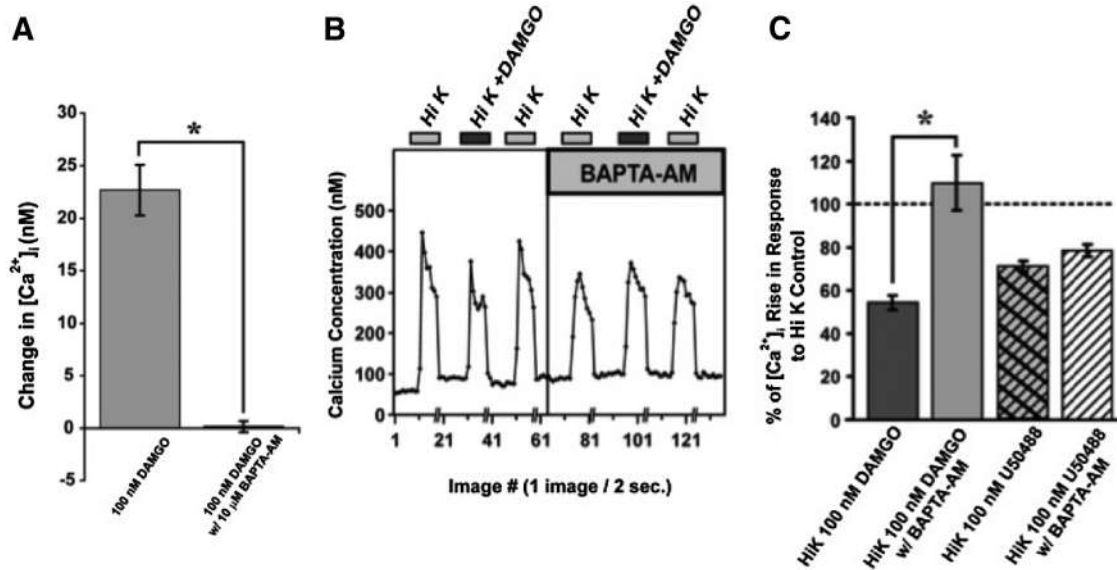 A
Change in [Ca²⁺]ᵢ (nM)
30
25
20
15
10
5
0
-5
*
100 nM DAMGO
100 nM DAMGO
w/ 10 µM BAPTA-AM
B
Hi K
Hi K +DAMGO
Hi K
Hi K
Hi K +DAMGO
Hi K
BAPTA-AM
Calcium Concentration (nM)
500
400
300
200
100
0
1
21
41
61
81
101
121
Image # (1 image / 2 sec.)
C
% of [Ca²⁺]ᵢ Rise in Response
to Hi K Control
140
120
100
80
60
40
20
0
*
HiK 100 nM DAMGO
HiK 100 nM DAMGO
w/ BAPTA-AM
HiK 100 nM U50488
HiK 100 nM U50488
w/ BAPTA-AM